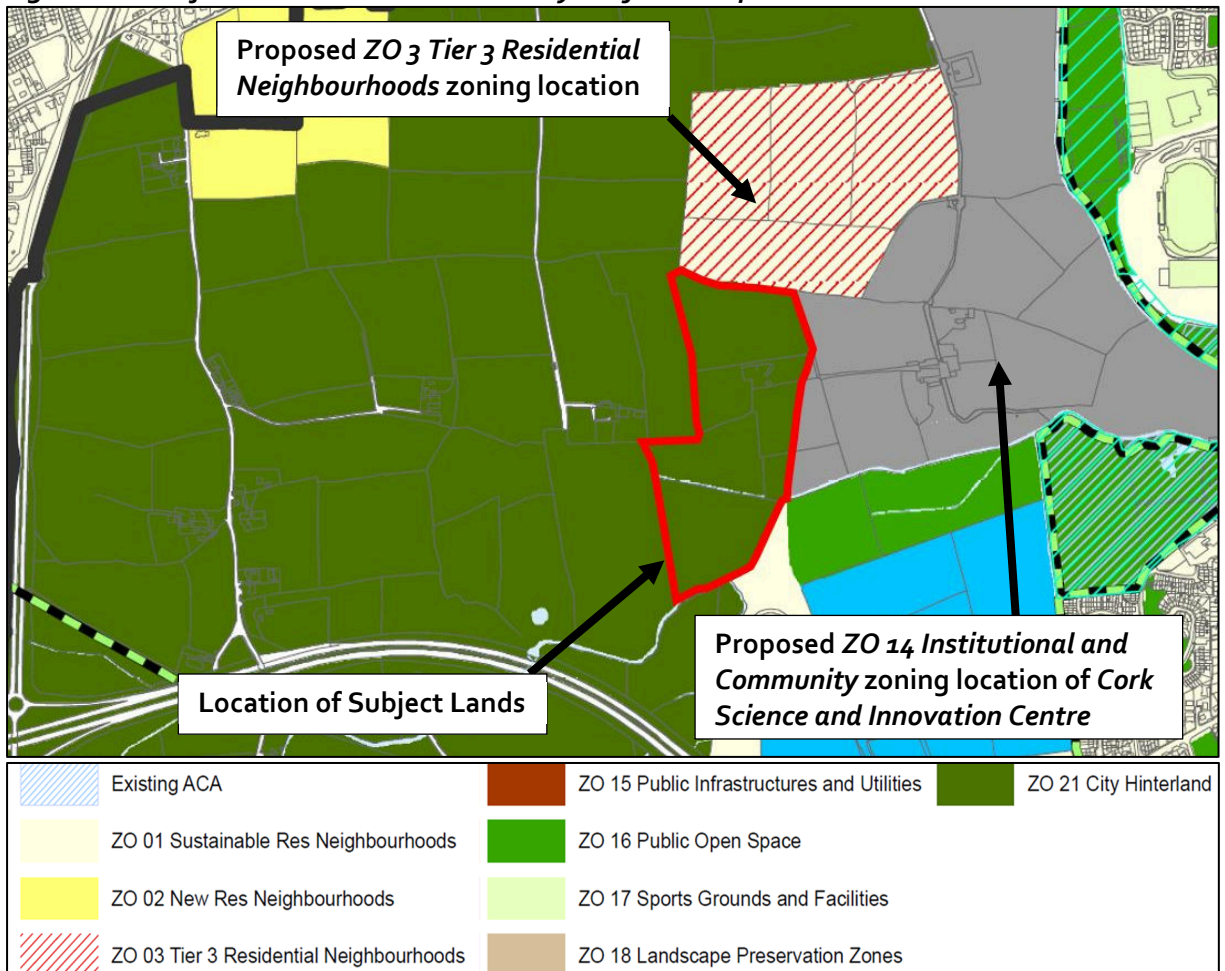 Proposed ZO 3 Tier 3 Residential
Neighbourhoods zoning location
Location of Subject Lands
Proposed ZO 14 Institutional and
Community zoning location of Cork
Science and Innovation Centre
Existing ACA
ZO 01 Sustainable Res Neighbourhoods
ZO 02 New Res Neighbourhoods
ZO 03 Tier 3 Residential Neighbourhoods
ZO 15 Public Infrastructures and Utilities
ZO 16 Public Open Space
ZO 17 Sports Grounds and Facilities
ZO 18 Landscape Preservation Zones
ZO 21 City Hinterland